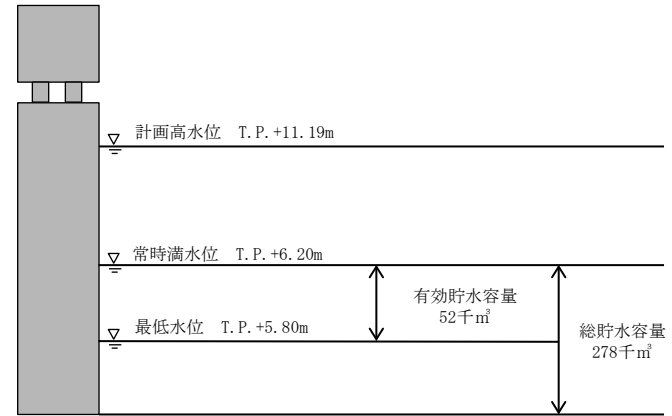 計画高水位　T.P.+11.19m
常時満水位　T.P.+6.20m
有効貯水容量
52千㎥
最低水位　T.P.+5.80m
総貯水容量
278千㎥